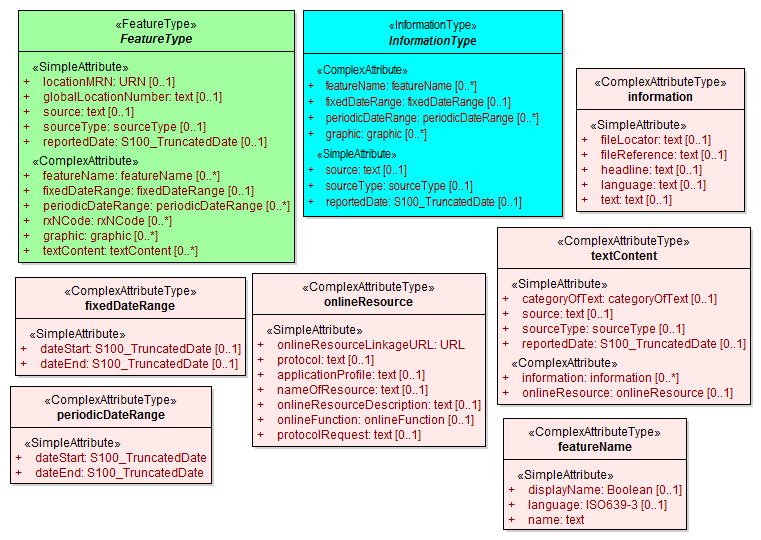 «FeatureType»
FeatureType
«SimpleAttribute»
+ locationMRN: URN [0..1]
+ globalLocationNumber: text [0..1]
+ source: text [0..1]
+ sourceType: sourceType [0..1]
+ reportedDate: S100_TruncatedDate [0..1]
«ComplexAttribute»
+ featureName: featureName [0..*]
+ fixedDateRange: fixedDateRange [0..1]
+ periodicDateRange: periodicDateRange [0..*]
+ rxNCode: rxNCode [0..*]
+ graphic: graphic [0..*]
+ textContent: textContent [0..*]
«InformationType»
InformationType
«ComplexAttribute»
+ featureName: featureName [0..*]
+ fixedDateRange: fixedDateRange [0..1]
+ periodicDateRange: periodicDateRange [0..*]
+ graphic: graphic [0..*]
«SimpleAttribute»
+ source: text [0..1]
+ sourceType: sourceType [0..1]
+ reportedDate: S100_TruncatedDate [0..1]
«ComplexAttributeType»
information
«SimpleAttribute»
+ fileLocator: text [0..1]
+ fileReference: text [0..1]
+ headline: text [0..1]
+ language: text [0..1]
+ text: text [0..1]
«ComplexAttributeType»
textContent
«SimpleAttribute»
+ categoryOfText: categoryOfText [0..1]
+ source: text [0..1]
+ sourceType: sourceType [0..1]
+ reportedDate: S100_TruncatedDate [0..1]
«ComplexAttribute»
+ information: information [0..*]
+ onlineResource: onlineResource [0..1]
«ComplexAttributeType»
fixedDateRange
«SimpleAttribute»
+ dateStart: S100_TruncatedDate [0..1]
+ dateEnd: S100_TruncatedDate [0..1]
«ComplexAttributeType»
onlineResource
«SimpleAttribute»
+ onlineResourceLinkageURL: URL
+ protocol: text [0..1]
+ applicationProfile: text [0..1]
+ nameOfResource: text [0..1]
+ onlineResourceDescription: text [0..1]
+ onlineFunction: onlineFunction [0..1]
+ protocolRequest: text [0..1]
«ComplexAttributeType»
periodicDateRange
«SimpleAttribute»
+ dateStart: S100_TruncatedDate
+ dateEnd: S100_TruncatedDate
«ComplexAttributeType»
featureName
«SimpleAttribute»
+ displayName: Boolean [0..1]
+ language: ISO639-3 [0..1]
+ name: text